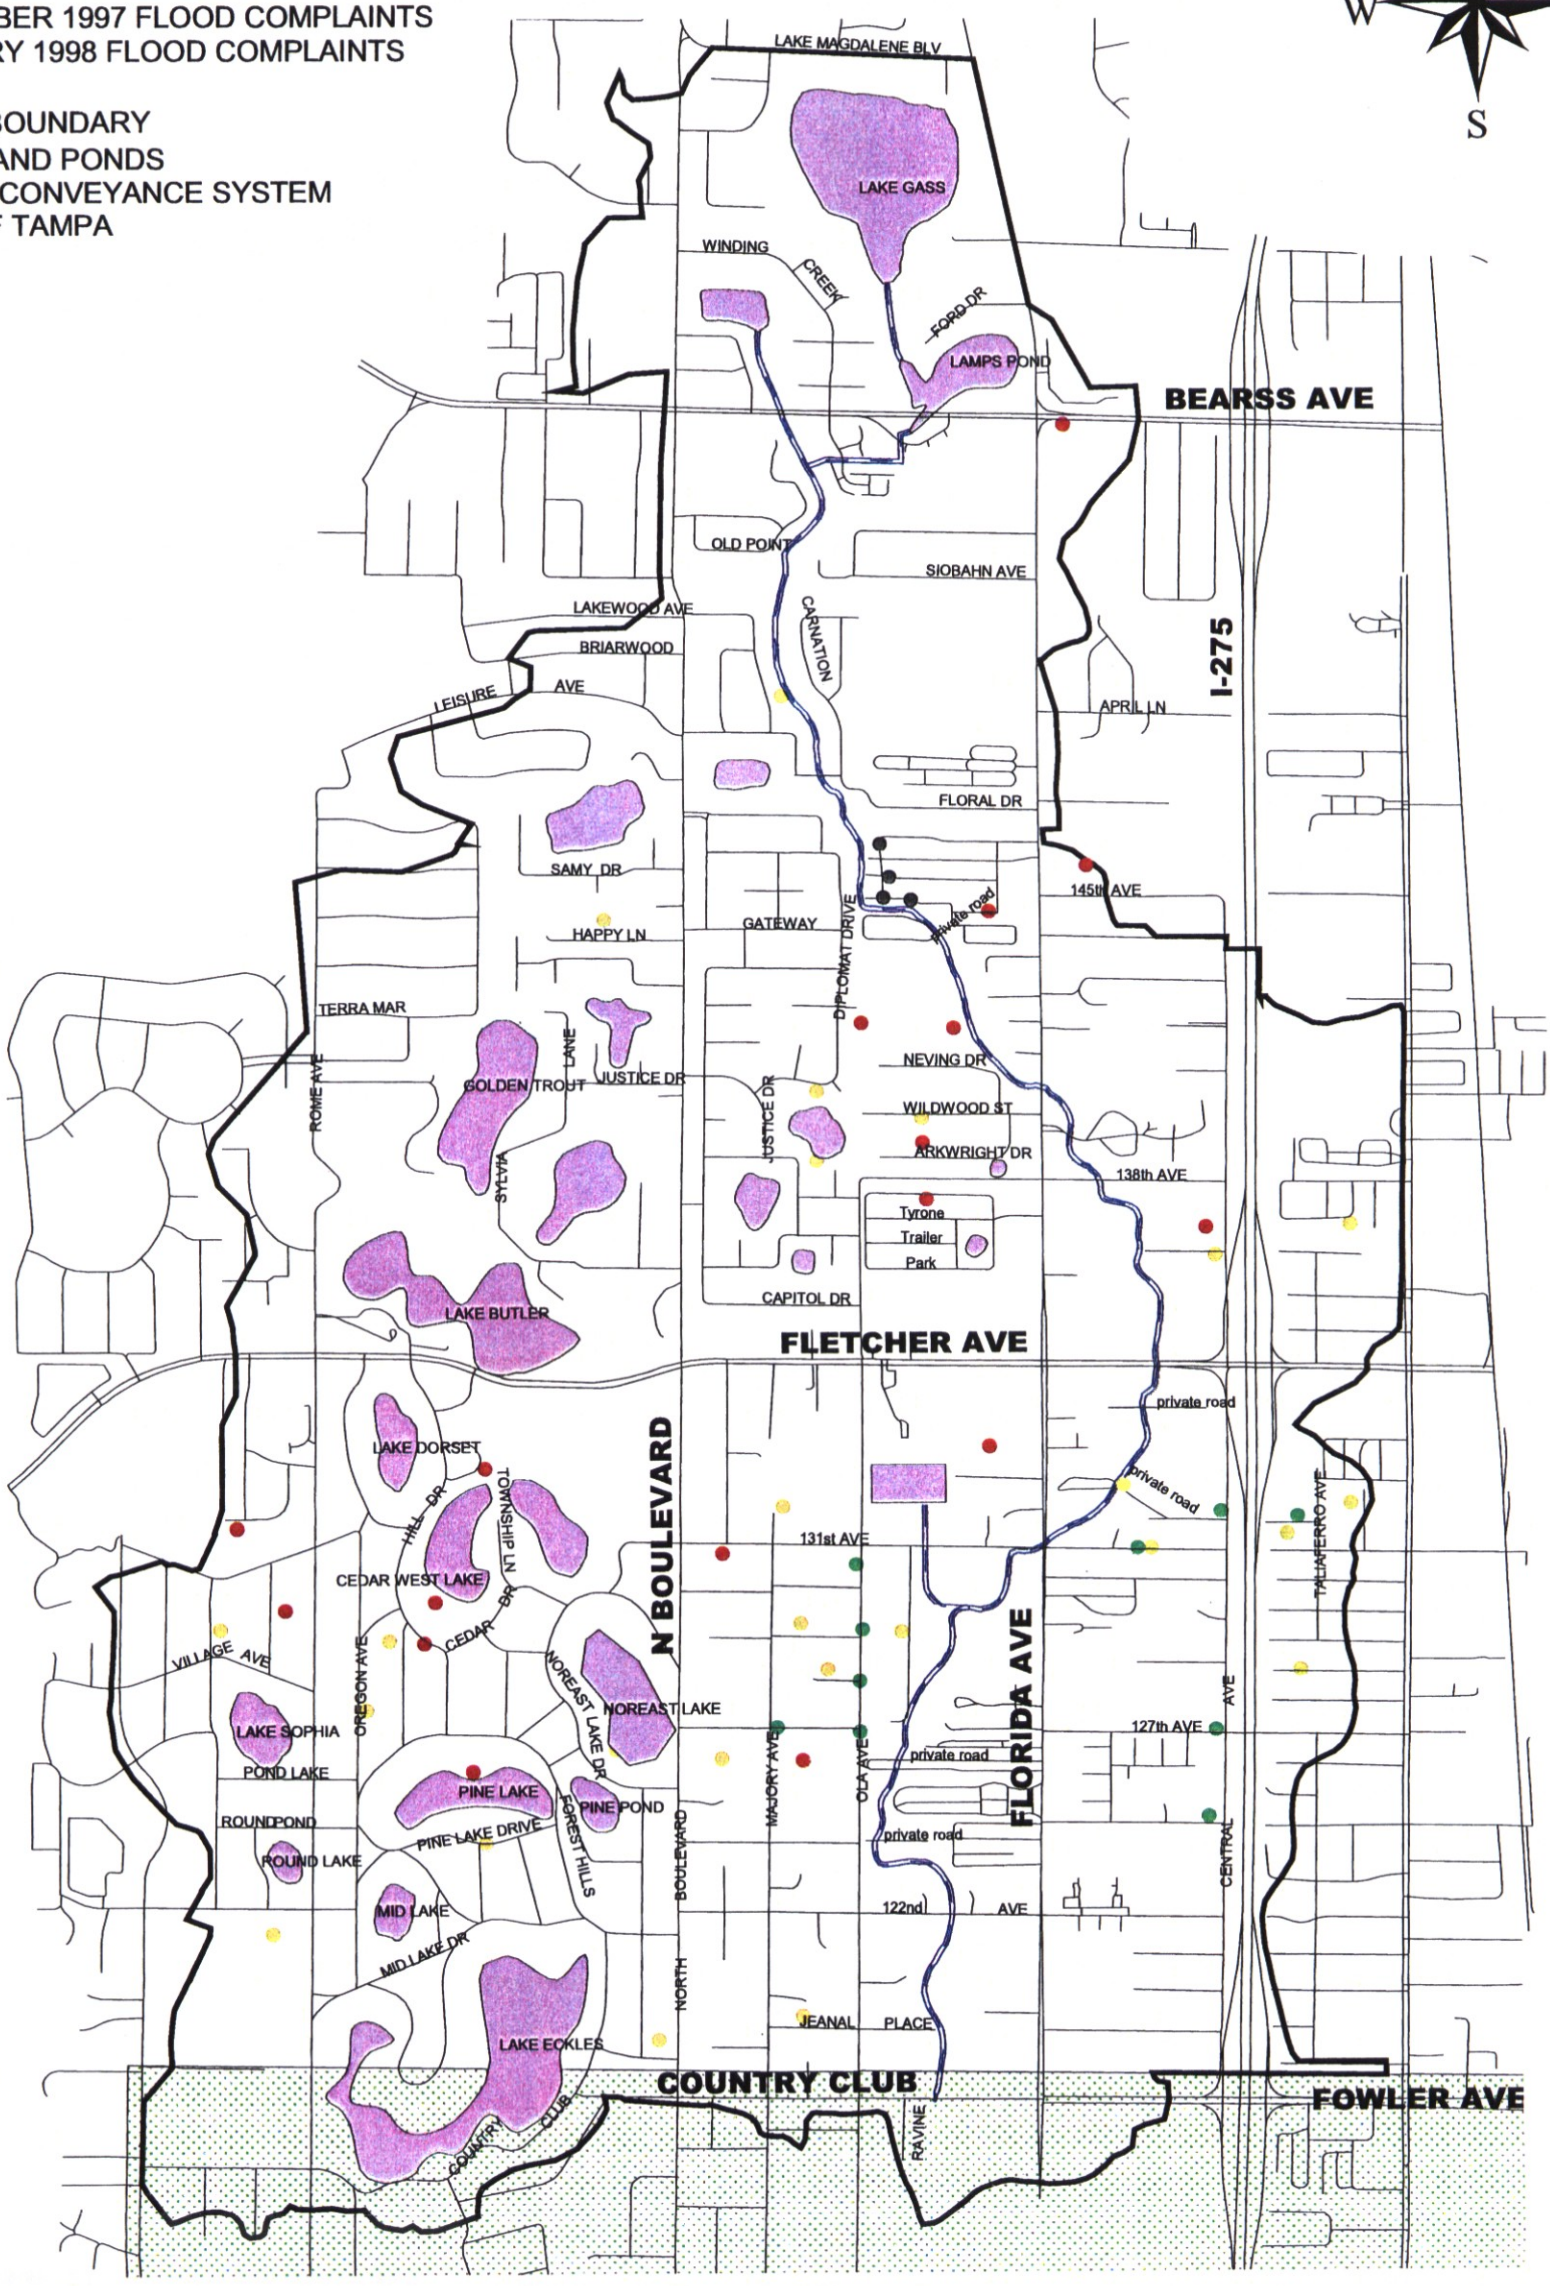 BER 1997 FLOOD COMPLAINTS
RY 1998 FLOOD COMPLAINTS
BOUNDARY
AND PONDS
CONVEYANCE SYSTEM
F TAMPA
W
S
LAKE MAGDALENE BLV
LAKE GASS
WINDING
CREEK
FORD DR
LAMPS POND
BEARSS AVE
OLD POINT
SIOBAHN AVE
LAKEWOOD AVE
CARNATION
BRIARWOOD
I-275
LEISURE
AVE
APRIL LN
FLORAL DR
SAMY DR
145th AVE
private road
GATEWAY
DIPLOMAT DRIVE
HAPPY LN
TERRA MAR
ROME AVE
LANE
NEVING DR
GOLDEN TROUT
JUSTICE DR
JUSTICE DR
WILDWOOD ST
ARKWRIGHT DR
SYLVIA
138th AVE
Tyrone
Trailer
Park
CAPITOL DR
LAKE BUTLER
FLETCHER AVE
private road
LAKE DORSET
N BOULEVARD
private road
HILL DR
TOWNSHIP LN
TALIAFERRO AVE
131st AVE
CEDAR WEST LAKE
DR
CEDAR
VILLAGE AVE
OREGON AVE
NOREAST LAKE DR
FLORIDA AVE
AVE
NOREAST LAKE
LAKE SOPHIA
127th AVE
MAJORY AVE
OLA AVE
private road
POND LAKE
PINE LAKE
PINE POND
ROUNDPOND
PINE LAKE DRIVE
FOREST HILLS
BOULEVARD
private road
CENTRAL
ROUND LAKE
MID LAKE
122nd
AVE
MID LAKE DR
NORTH
JEANAL
PLACE
LAKE ECKLES
COUNTRY CLUB
FOWLER AVE
COUNTRY
CLUB
RAVINE